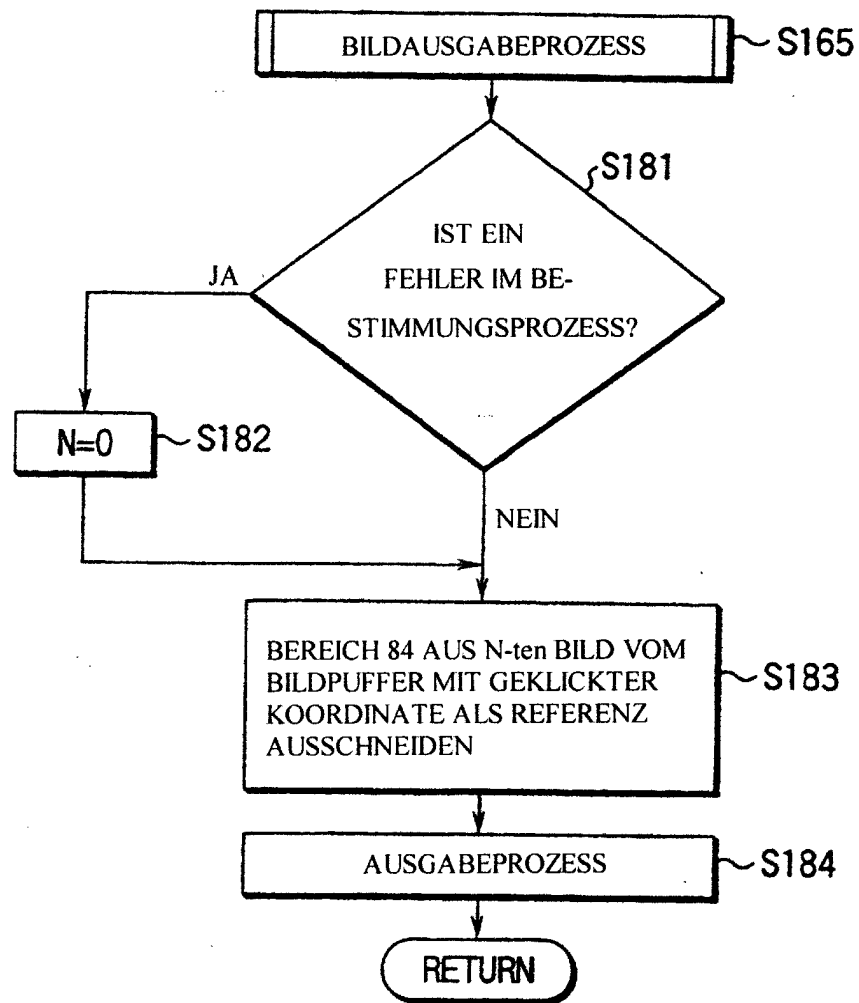 BILDAUSGABEPROZESS
S165
S181
IST EIN
FEHLER IM BE-
STIMMUNGSPROZESS?
JA
N=0
S182
NEIN
BEREICH 84 AUS N-ten BILD VOM
BILDPUFFER MIT GEKLICKTER
KOORDINATE ALS REFERENZ
AUSSCHNEIDEN
S183
AUSGABEPROZESS
S184
RETURN